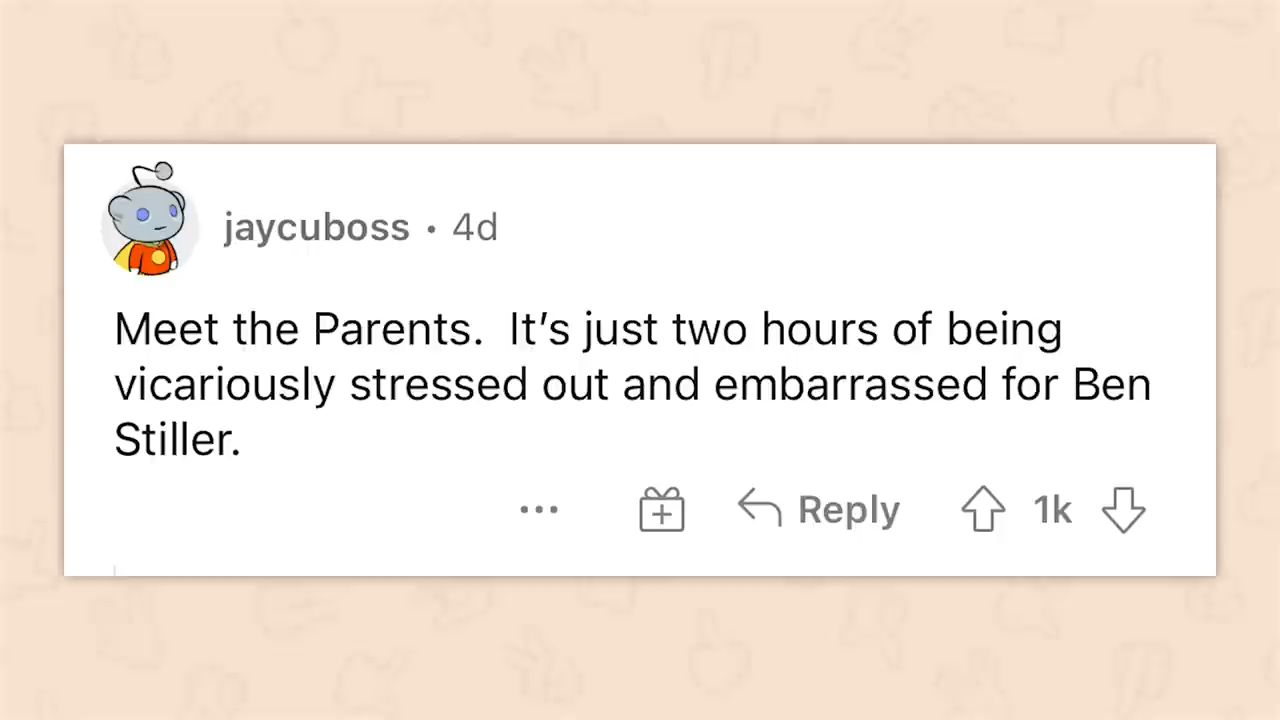 jaycuboss • 4d
Meet the Parents.  It’s just two hours of being
vicariously stressed out and embarrassed for Ben
Stiller.
... Reply 1k